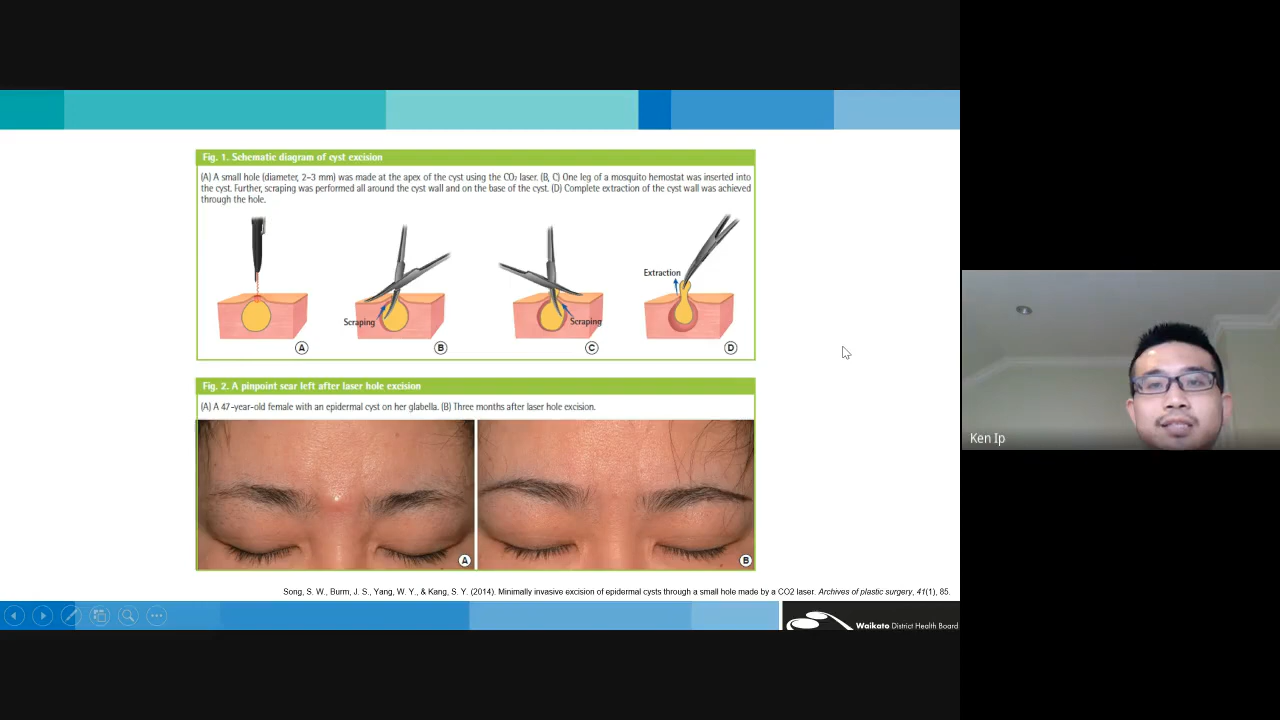 Fig. 1. Schematic diagram of cyst excision
(A) A small hole (diameter, 2–3 mm) was made at the apex of the cyst using the CO₂ laser. (B, C) One leg of a mosquito hemostat was inserted into
the cyst. Further, scraping was performed all around the cyst wall and on the base of the cyst. (D) Complete extraction of the cyst wall was achieved
through the hole.
Extraction
Scraping
Scraping
A
B
C
D
Fig. 2. A pinpoint scar left after laser hole excision
(A) A 47-year-old female with an epidermal cyst on her glabella. (B) Three months after laser hole excision.
A
B
Song, S. W., Burm, J. S., Yang, W. Y., & Kang, S. Y. (2014). Minimally invasive excision of epidermal cysts through a small hole made by a CO2 laser. Archives of plastic surgery, 41(1), 85.
Waikato District Health Board
Ken Ip